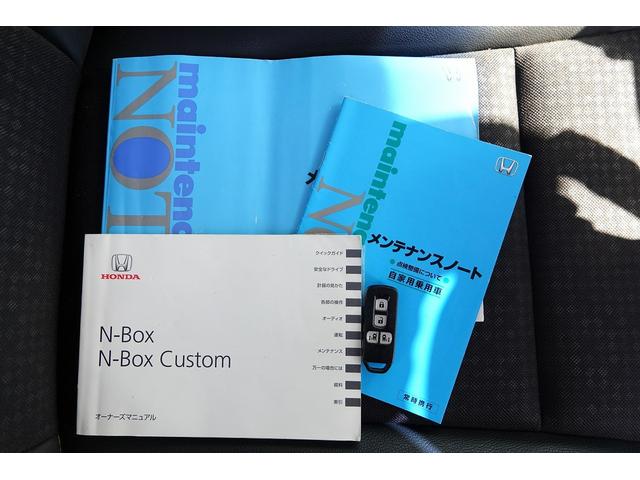 maintenance
NOT
メ
maintenanc
NO
メンテナンスノート
点検整備について
自家用乗用車
常時携行
HONDA
N-Box
N-Box Custom
オーナーズマニュアル
クイックガイド
安全なドライブ
計器の見かた
各部の操作
オーディオ
運転
メンテナンス
万一の場合には
資料
索引